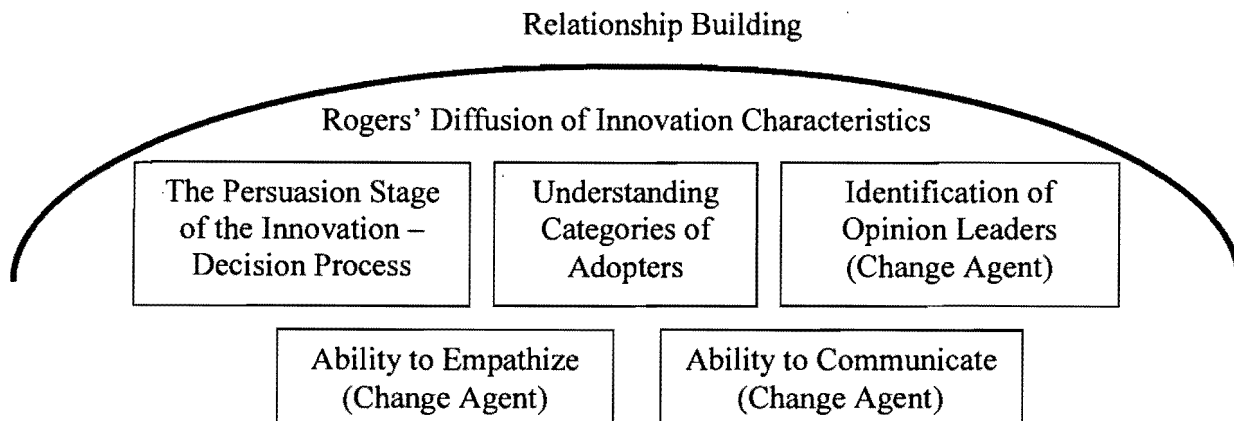 Relationship Building
Rogers’ Diffusion of Innovation Characteristics
The Persuasion Stage
of the Innovation –
Decision Process
Understanding
Categories of
Adopters
Identification of
Opinion Leaders
(Change Agent)
Ability to Empathize
(Change Agent)
Ability to Communicate
(Change Agent)